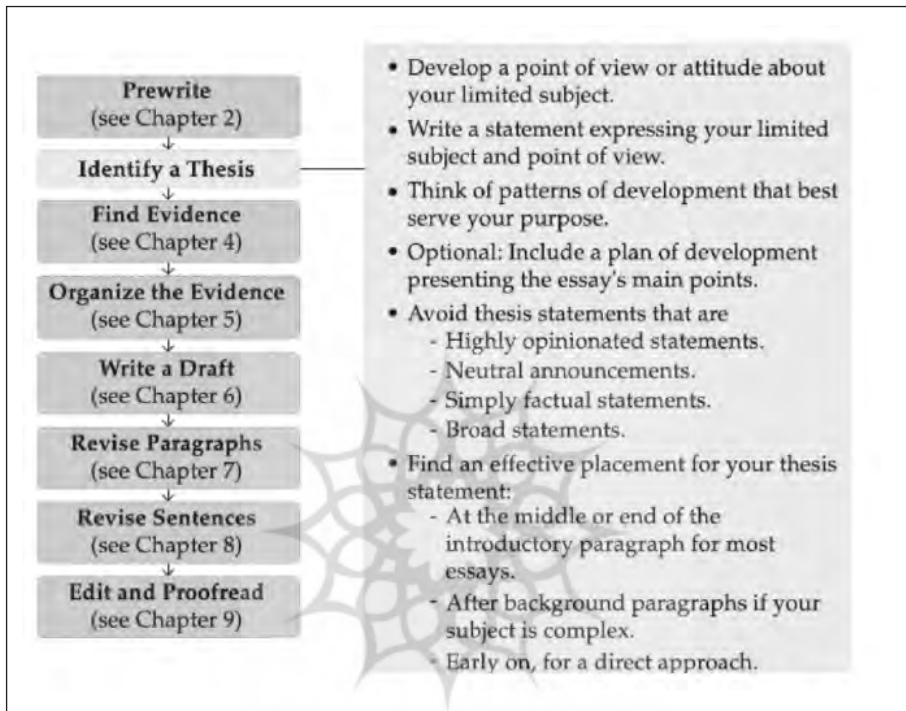 Prewrite
(see Chapter 2)
Identify a Thesis
Find Evidence
(see Chapter 4)
Organize the Evidence
(see Chapter 5)
Write a Draft
(see Chapter 6)
Revise Paragraphs
(see Chapter 7)
Revise Sentences
(see Chapter 8)
Edit and Proofread
(see Chapter 9)
• Develop a point of view or attitude about
your limited subject.
• Write a statement expressing your limited
subject and point of view.
• Think of patterns of development that best
serve your purpose.
• Optional: Include a plan of development
presenting the essay's main points.
• Avoid thesis statements that are
- Highly opinionated statements.
- Neutral announcements.
- Simply factual statements.
- Broad statements.
• Find an effective placement for your thesis
statement:
- At the middle or end of the
introductory paragraph for most
essays.
- After background paragraphs if your
subject is complex.
- Early on, for a direct approach.